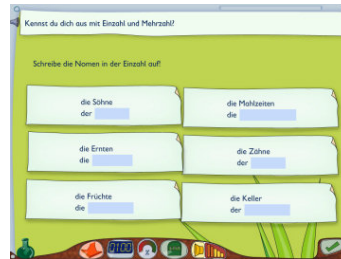 Kennst du dich aus mit Einzahl und Mehrzahl?
Schreibe die Nomen in der Einzahl auf!
die Söhne
der
die Mahlzeiten
die
die Ernten
die
die Zähne
der
die Früchte
die
die Keller
der
0100